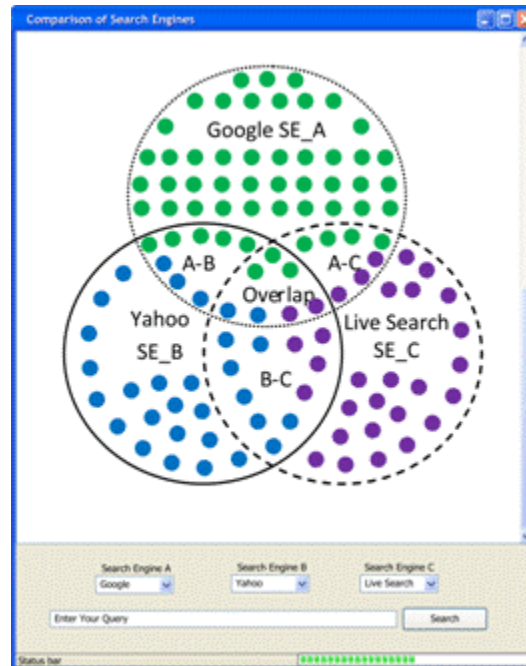 Comparison of Search Engines
Google SE_A
A-B
A-C
Overlap
Yahoo
SE_B
Live Search
SE_C
B-C
Search Engine A
Search Engine B
Search Engine C
Google
Yahoo
Live Search
Enter Your Query
Search
Status bar